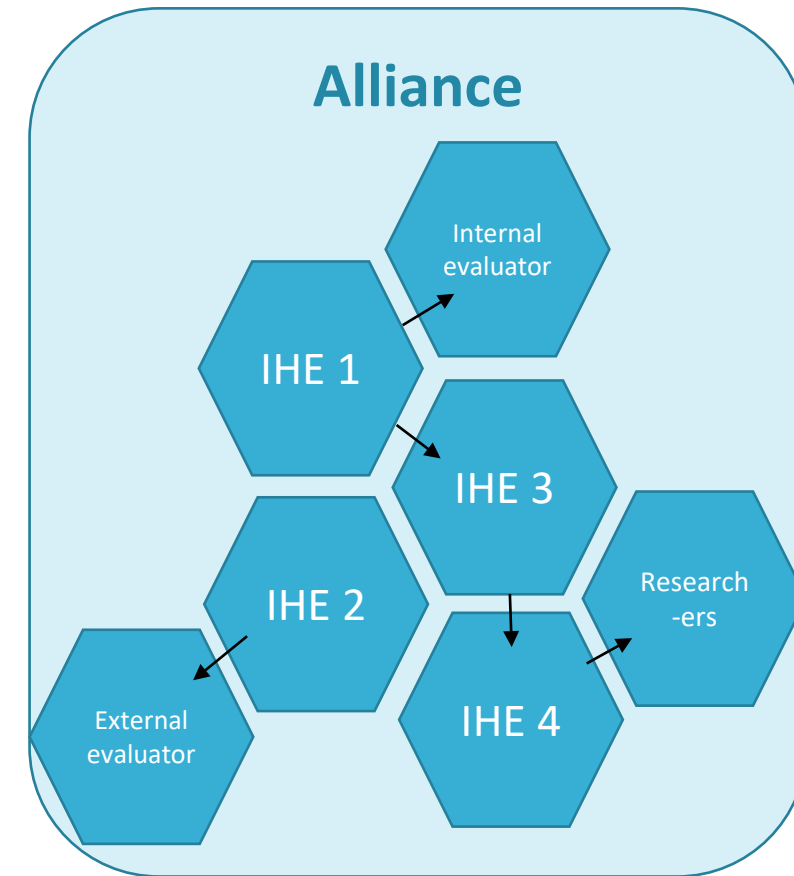 Alliance
Internal
evaluator
IHE 1
IHE 3
Research
-ers
IHE 2
IHE 4
External
evaluator